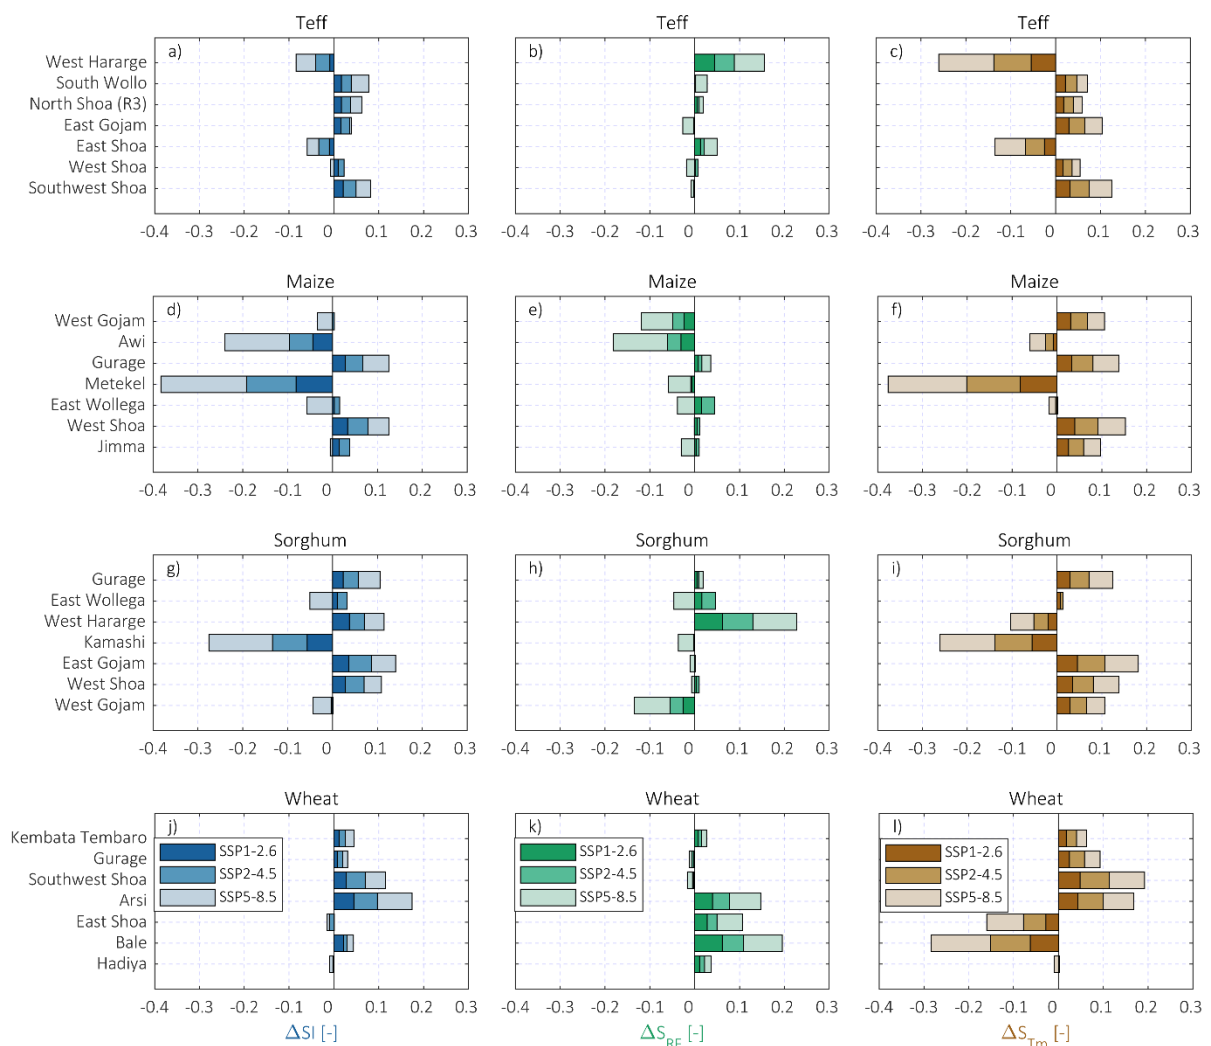 Teff Teff Teff
a) b) c)
West Hararge
South Wollo
North Shoa (R3)
East Gojam
East Shoa
West Shoa
Southwest Shoa
-0.4 -0.3 -0.2 -0.1 0 0.1 0.2 0.3 -0.4 -0.3 -0.2 -0.1 0 0.1 0.2 0.3 -0.4 -0.3 -0.2 -0.1 0 0.1 0.2 0.3
Maize Maize Maize
d) e) f)
West Gojam
Awi
Gurage
Metekel
East Wollega
West Shoa
Jimma
-0.4 -0.3 -0.2 -0.1 0 0.1 0.2 0.3 -0.4 -0.3 -0.2 -0.1 0 0.1 0.2 0.3 -0.4 -0.3 -0.2 -0.1 0 0.1 0.2 0.3
Sorghum Sorghum Sorghum
g) h) i)
Gurage
East Wollega
West Hararge
Kamashi
East Gojam
West Shoa
West Gojam
-0.4 -0.3 -0.2 -0.1 0 0.1 0.2 0.3 -0.4 -0.3 -0.2 -0.1 0 0.1 0.2 0.3 -0.4 -0.3 -0.2 -0.1 0 0.1 0.2 0.3
Wheat Wheat Wheat
j) k) l)
Kembata Tembaro
Gurage
Southwest Shoa
Arsi
East Shoa
Bale
Hadiya
SSP1-2.6 SSP1-2.6 SSP1-2.6
SSP2-4.5 SSP2-4.5 SSP2-4.5
SSP5-8.5 SSP5-8.5 SSP5-8.5
-0.4 -0.3 -0.2 -0.1 0 0.1 0.2 0.3 -0.4 -0.3 -0.2 -0.1 0 0.1 0.2 0.3 -0.4 -0.3 -0.2 -0.1 0 0.1 0.2 0.3
ΔSI [-] ΔS_RF [-] ΔS_Tm [-]